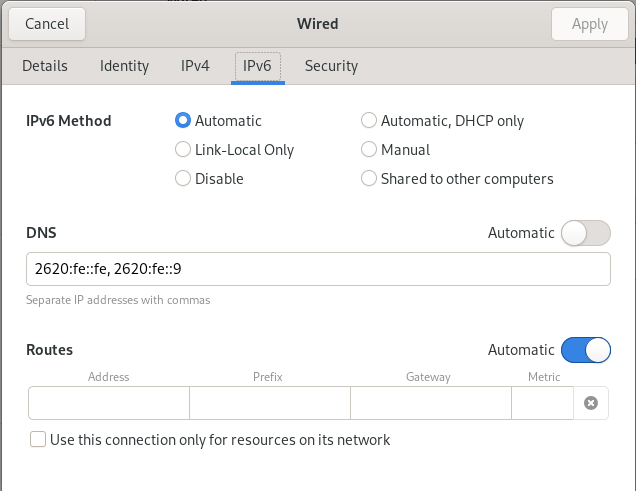 Cancel Wired Apply
Details Identity IPv4 IPv6 Security
IPv6 Method Automatic Automatic, DHCP only
Link-Local Only Manual
Disable Shared to other computers
DNS Automatic
2620:fe::fe, 2620:fe::9
Separate IP addresses with commas
Routes Automatic
Address Prefix Gateway Metric
Use this connection only for resources on its network